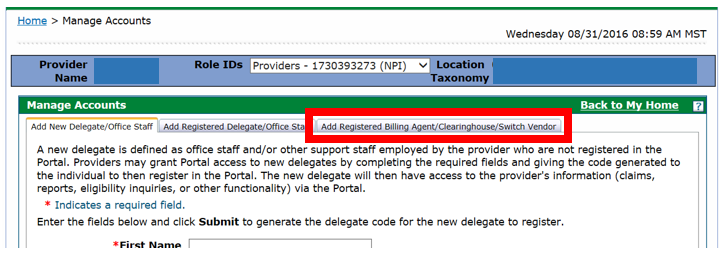 Home > Manage Accounts
Wednesday 08/31/2016 08:59 AM MST
Provider Name Role IDs Providers - 1730393273 (NPI) Location Taxonomy
Manage Accounts Back to My Home ?
Add New Delegate/Office Staff Add Registered Delegate/Office Add Registered Billing Agent/Clearinghouse/Switch Vendor
A new delegate is defined as office staff and/or other support staff employed by the provider who are not registered in the
Portal. Providers may grant Portal access to new delegates by completing the required fields and giving the code generated to
the individual to then register in the Portal. The new delegate will then have access to the provider's information (claims,
reports, eligibility inquiries, or other functionality) via the Portal.
* Indicates a required field.
Enter the fields below and click Submit to generate the delegate code for the new delegate to register.
*First Name